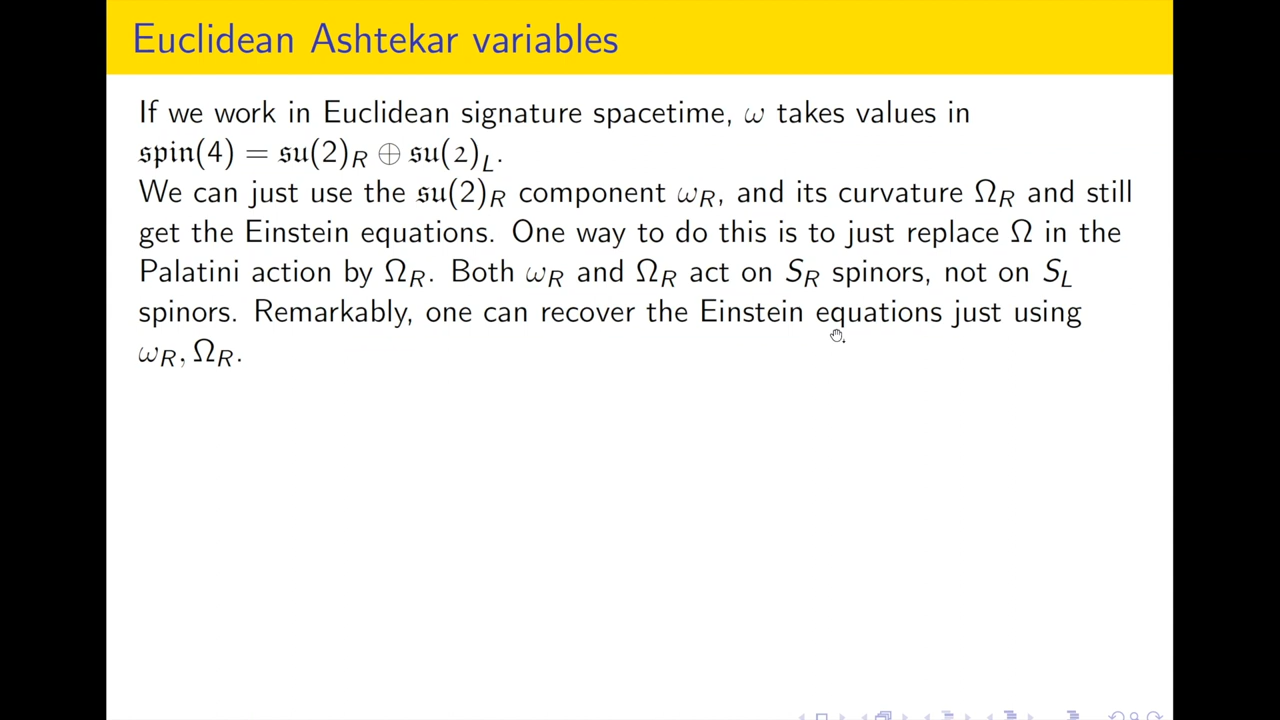 Euclidean Ashtekar variables
If we work in Euclidean signature spacetime, ω takes values in
𝔰𝔭𝔦𝔫(4) = 𝔰𝔲(2)_R ⊕ 𝔰𝔲(2)_L.
We can just use the 𝔰𝔲(2)_R component ω_R, and its curvature Ω_R and still
get the Einstein equations. One way to do this is to just replace Ω in the
Palatini action by Ω_R. Both ω_R and Ω_R act on S_R spinors, not on S_L
spinors. Remarkably, one can recover the Einstein equations just using
ω_R, Ω_R.